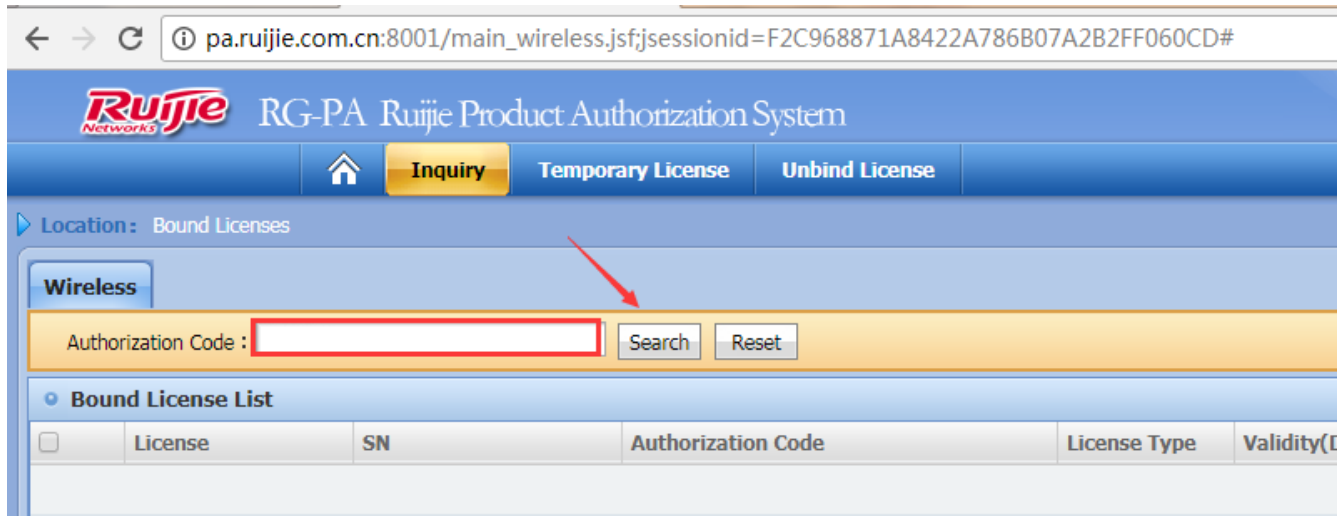 pa.ruijie.com.cn:8001/main_wireless.jsf;jsessionid=F2C968871A8422A786B07A2B2FF060CD#
Ruijie Networks RG-PA Ruijie Product Authorization System
Inquiry Temporary License Unbind License
Location: Bound Licenses
Wireless
Authorization Code: Search Reset
Bound License List
License SN Authorization Code License Type Validity(D